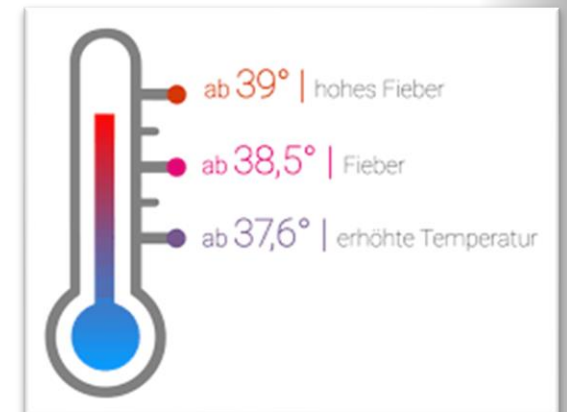 ab 39° | hohes Fieber
ab 38,5° | Fieber
ab 37,6° | erhöhte Temperatur